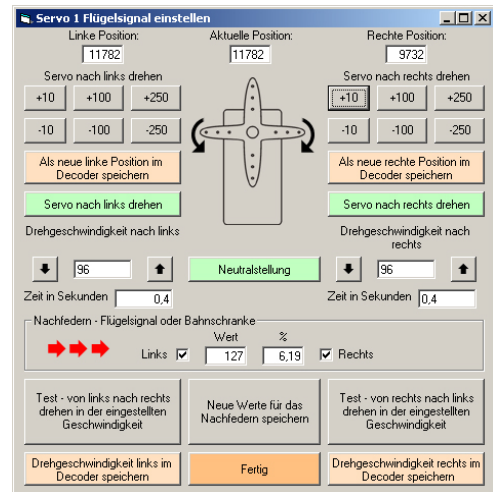 Servo 1 Flügelsignal einstellen
Linke Position:
Aktuelle Position:
Rechte Position:
11782
11782
9732
Servo nach links drehen
Servo nach rechts drehen
+10 +100 +250
+10 +100 +250
-10 -100 -250
-10 -100 -250
Als neue linke Position im
Decoder speichern
Als neue rechte Position im
Decoder speichern
Servo nach links drehen
Servo nach rechts drehen
Drehgeschwindigkeit nach links
Drehgeschwindigkeit nach
rechts
96
Neutralstellung
96
Zeit in Sekunden 0,4
Zeit in Sekunden 0,4
Nachfedern - Flügelsignal oder Bahnschranke
Wert %
Links 127 6,19 Rechts
Test - von links nach rechts
drehen in der eingestellten
Geschwindigkeit
Neue Werte für das
Nachfedern speichern
Test - von rechts nach links
drehen in der eingestellten
Geschwindigkeit
Drehgeschwindigkeit links im
Decoder speichern
Fertig
Drehgeschwindigkeit rechts im
Decoder speichern